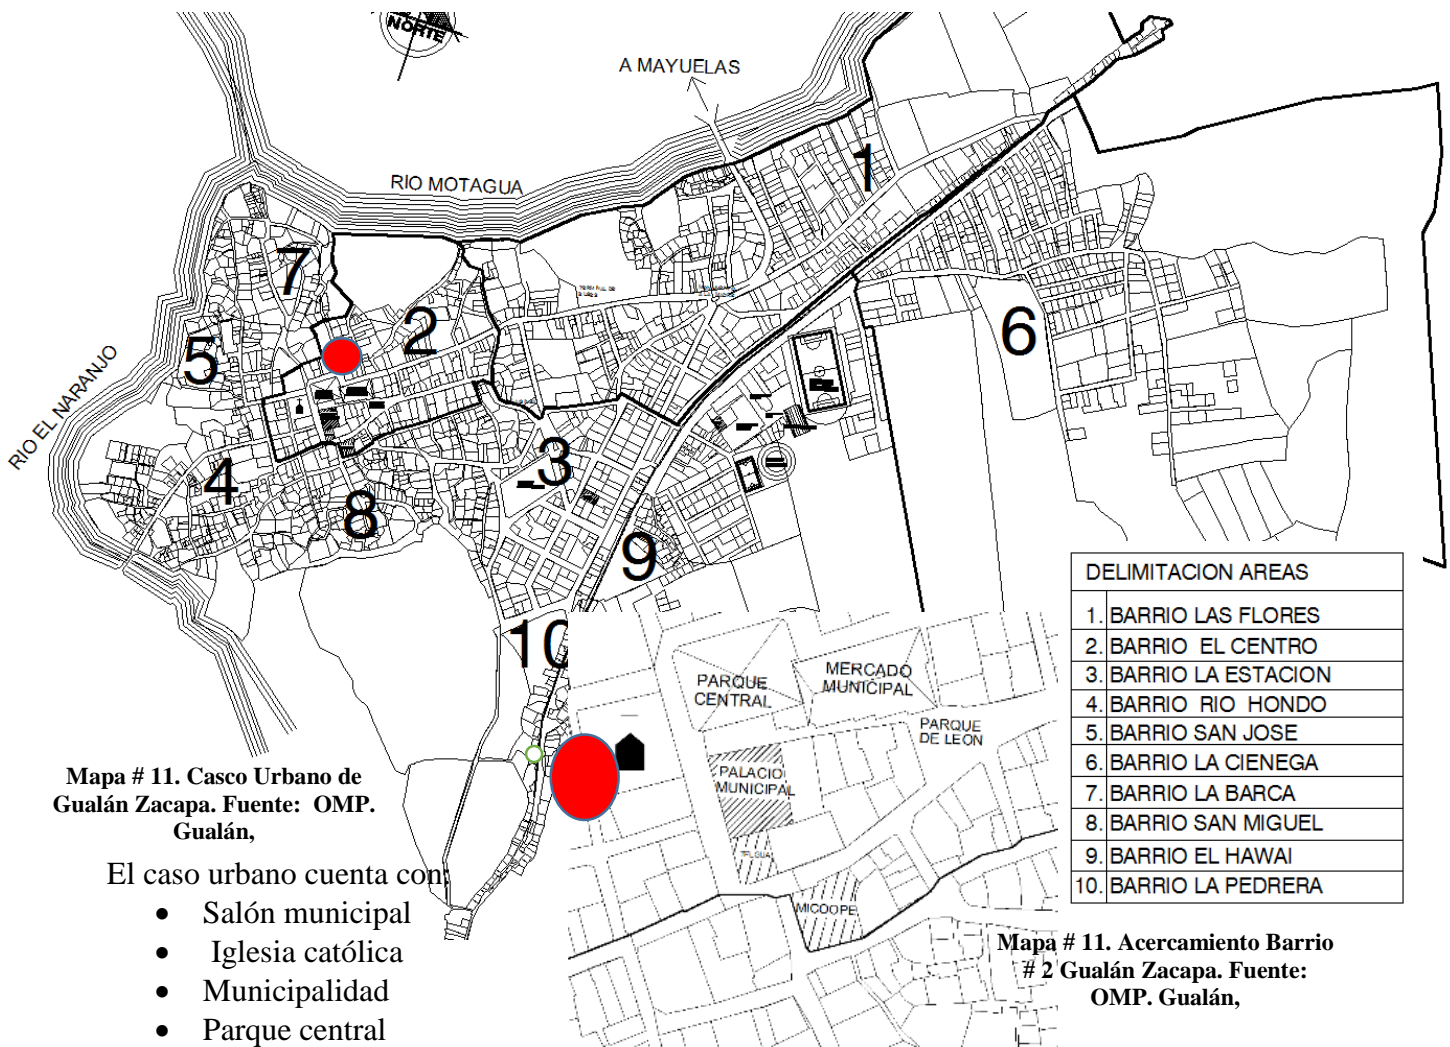 NORTE
A MAYUELAS
RIO MOTAGUA
RIO EL NARANJO
1
2
3
4
5
6
7
8
9
10
PARQUE
CENTRAL
MERCADO
MUNICIPAL
PARQUE
DE LEON
PALACIO
MUNICIPAL
TELGUA
MICOOPE
DELIMITACION AREAS
1. BARRIO LAS FLORES
2. BARRIO EL CENTRO
3. BARRIO LA ESTACION
4. BARRIO RIO HONDO
5. BARRIO SAN JOSE
6. BARRIO LA CIENEGA
7. BARRIO LA BARCA
8. BARRIO SAN MIGUEL
9. BARRIO EL HAWAI
10. BARRIO LA PEDRERA
Mapa # 11. Casco Urbano de
Gualán Zacapa. Fuente: OMP.
Gualán,
El caso urbano cuenta con:
• Salón municipal
• Iglesia católica
• Municipalidad
• Parque central
Mapa # 11. Acercamiento Barrio
# 2 Gualán Zacapa. Fuente:
OMP. Gualán,